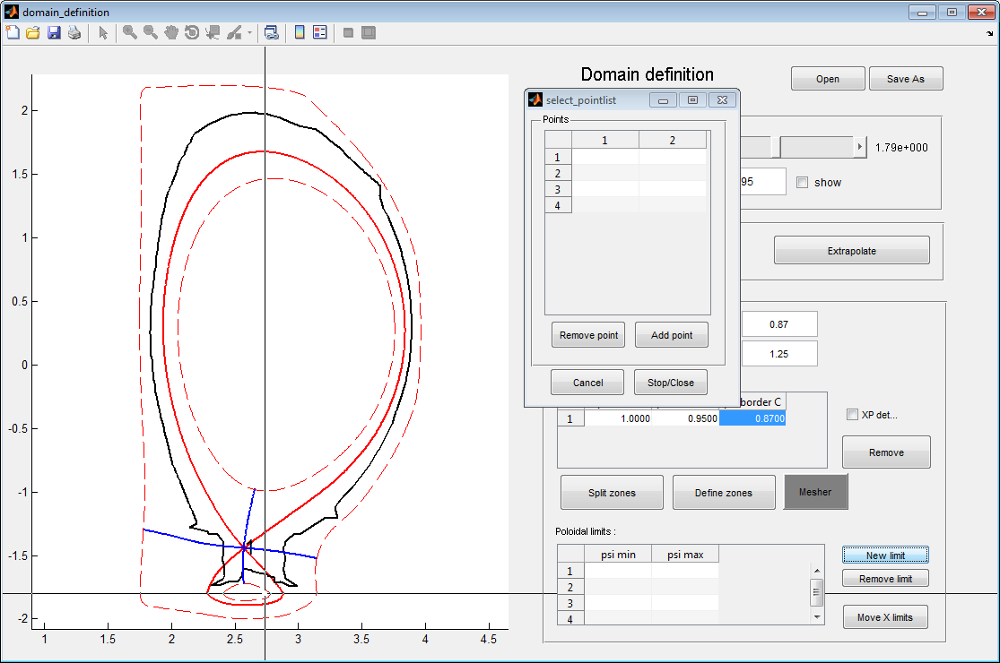 domain_definition
Domain definition
Open
Save As
select_pointlist
Points
1 2
1
2
3
4
Remove point
Add point
Cancel
Stop/Close
1.79e+000
95
show
Extrapolate
0.87
1.25
border C
1 1.0000 0.9500 0.8700
XP det...
Remove
Split zones
Define zones
Mesher
Poloidal limits :
psi min psi max
1
2
3
4
New limit
Remove limit
Move X limits
2
1.5
1
0.5
0
-0.5
-1
-1.5
-2
1 1.5 2 2.5 3 3.5 4 4.5